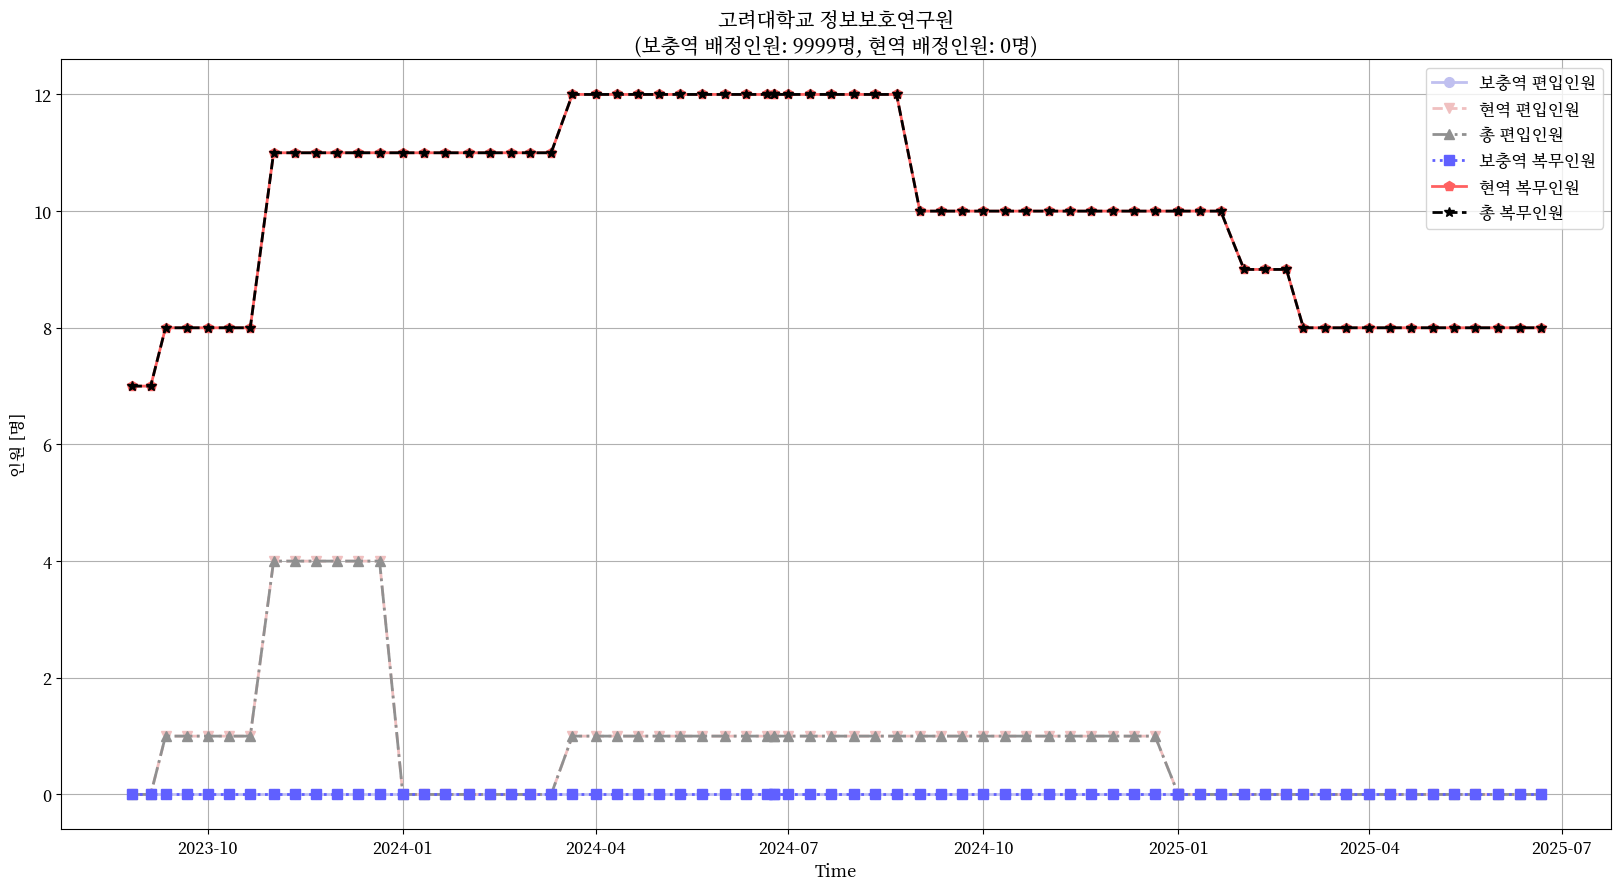 고려대학교 정보보호연구원
(보충역 배정인원: 9999명, 현역 배정인원: 0명)
보충역 편입인원
현역 편입인원
총 편입인원
보충역 복무인원
현역 복무인원
총 복무인원
인원 [명]
12
10
8
6
4
2
0
2023-10
2024-01
2024-04
2024-07
2024-10
2025-01
2025-04
2025-07
Time